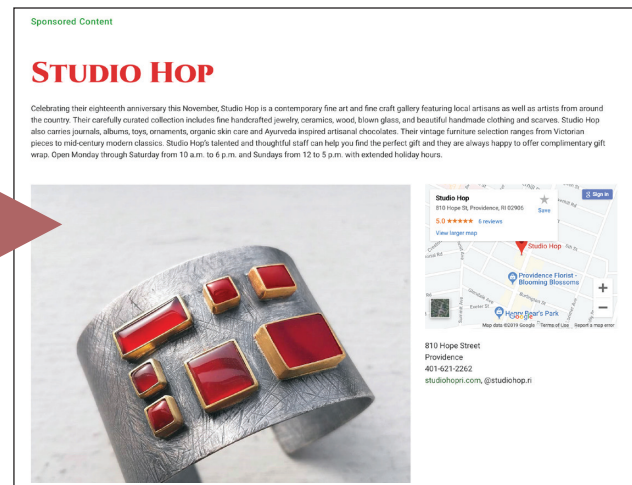 Sponsored Content
STUDIO HOP
Celebrating their eighteenth anniversary this November, Studio Hop is a contemporary fine art and fine craft gallery featuring local artisans as well as artists from around
the country. Their carefully curated collection includes fine handcrafted jewelry, ceramics, wood, blown glass, and beautiful handmade clothing and scarves. Studio Hop
also carries journals, albums, toys, ornaments, organic skin care and Ayurveda inspired artisanal chocolates. Their vintage furniture selection ranges from Victorian
pieces to mid-century modern classics. Studio Hop's talented and thoughtful staff can help you find the perfect gift and they are always happy to offer complimentary gift
wrap. Open Monday through Saturday from 10 a.m. to 6 p.m. and Sundays from 12 to 5 p.m. with extended holiday hours.
Studio Hop
810 Hope St, Providence, RI 02906
Save
5.0 ★★★★★ 6 reviews
View larger map
Sign in
Studio Hop
Providence Florist -
Blooming Blossoms
Burlington St
Exeter St
Henry Bear's Park
Google
Map data ©2019 Google Terms of Use Report a map error
810 Hope Street
Providence
401-621-2262
studiohopri.com, @studiohop.ri